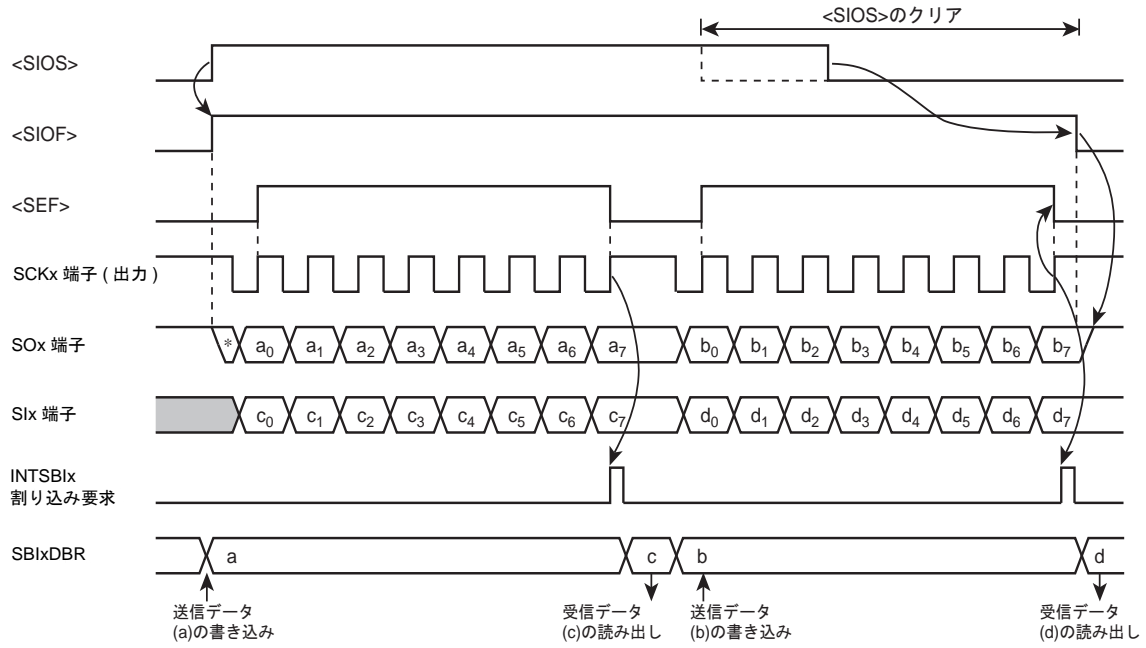 <SIOS>のクリア
<SIOS>
<SIOF>
<SEF>
SCKx 端子 ( 出力 )
SOx 端子
* a0 a1 a2 a3 a4 a5 a6 a7 b0 b1 b2 b3 b4 b5 b6 b7
SIx 端子
c0 c1 c2 c3 c4 c5 c6 c7 d0 d1 d2 d3 d4 d5 d6 d7
INTSBIx
割り込み要求
SBIxDBR
a c b d
送信データ
(a)の書き込み
受信データ
(c)の読み出し
送信データ
(b)の書き込み
受信データ
(d)の読み出し